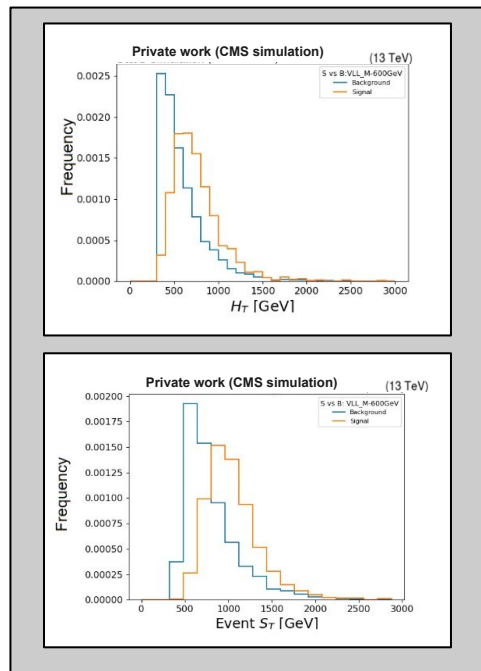 Private work (CMS simulation)
(13 TeV)
S vs B:VLL_M-600GeV
Background
Signal
Frequency
0.0025
0.0020
0.0015
0.0010
0.0005
0.0000
0 500 1000 1500 2000 2500 3000
H_T [GeV]
Private work (CMS simulation)
(13 TeV)
S vs B: VLL_M-600GeV
Background
Signal
Frequency
0.00200
0.00175
0.00150
0.00125
0.00100
0.00075
0.00050
0.00025
0.00000
0 500 1000 1500 2000 2500 3000
Event S_T [GeV]